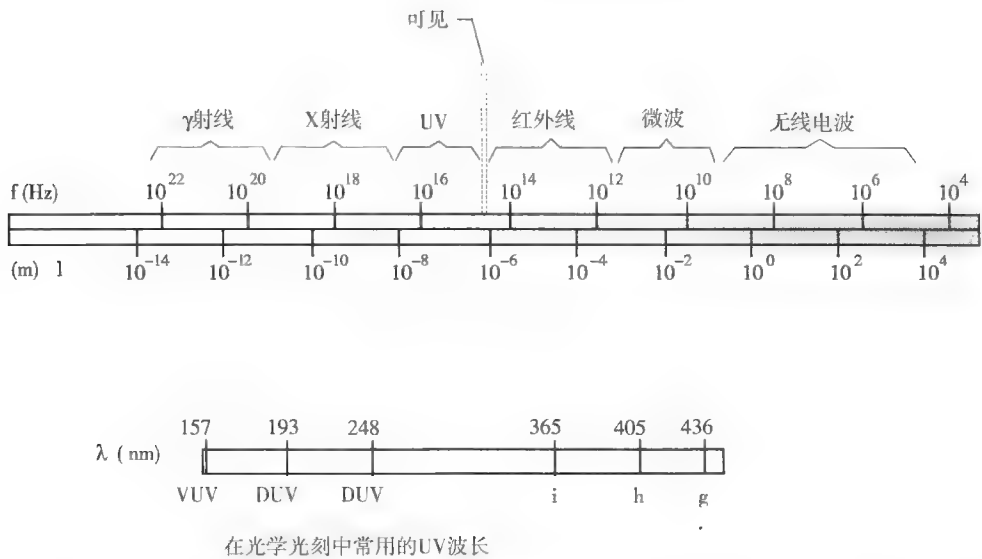 可见
γ射线 X射线 UV 红外线 微波 无线电波
f (Hz) 10^22 10^20 10^18 10^16 10^14 10^12 10^10 10^8 10^6 10^4
(m) l 10^-14 10^-12 10^-10 10^-8 10^-6 10^-4 10^-2 10^0 10^2 10^4
157 193 248 365 405 436
λ (nm)
VUV DUV DUV i h g
在光学光刻中常用的UV波长